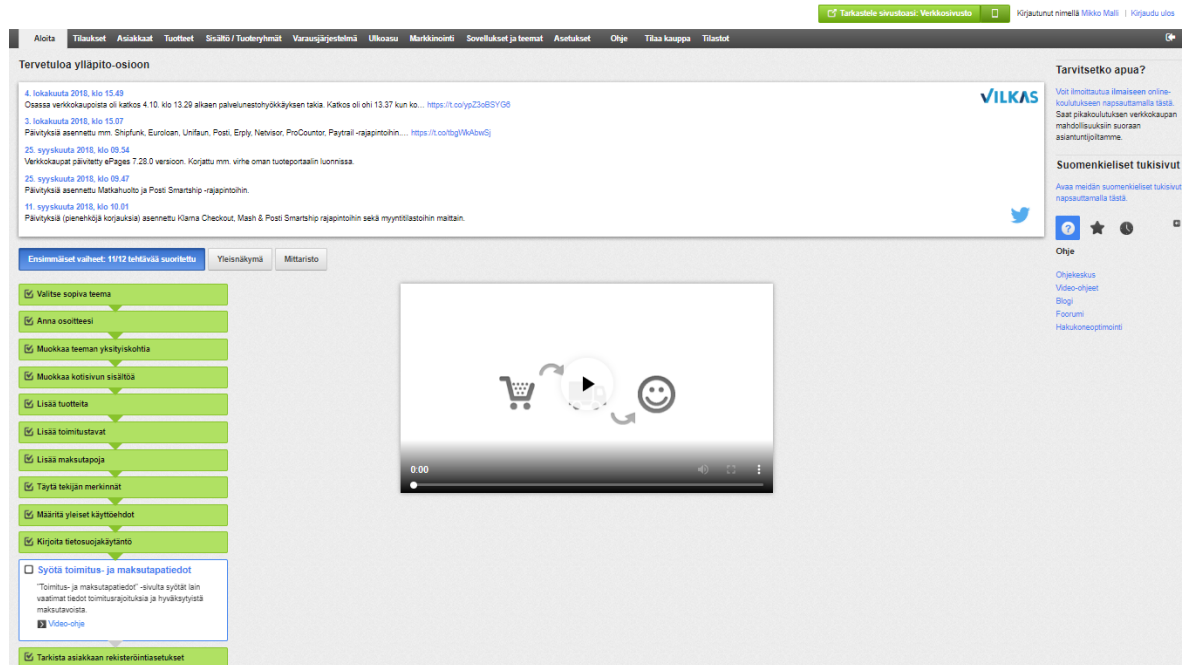 Tarkastele sivustoasi: Verkkosivusto
Kirjautunut nimellä Mikko Malli | Kirjaudu ulos
Aloita Tilaukset Asiakkaat Tuotteet Sisältö / Tuoteryhmät Varausjärjestelmä Ulkoasu Markkinointi Sovellukset ja teemat Asetukset Ohje Tilaa kauppa Tilastot
Tervetuloa ylläpito-osioon
4. lokakuuta 2018, klo 15.49
Osassa verkkokaupoista oli katkos 4.10. klo 13.29 alkaen palvelunestohyökkäyksen takia. Katkos oli ohi 13.37 kun ko... https://t.co/ypZ3oBSYG6
3. lokakuuta 2018, klo 15.07
Päivityksiä asennettu mm. Shipfunk, Euroloan, Unifaun, Posti, Erply, Netvisor, ProCountor, Paytrail -rajapintoihin.... https://t.co/tbgWkAbwSj
25. syyskuuta 2018, klo 09.54
Verkkokaupat päivitetty ePages 7.28.0 versioon. Korjattu mm. virhe oman tuoteportaalin luonnissa.
25. syyskuuta 2018, klo 09.47
Päivityksiä asennettu Matkahuolto ja Posti Smartship -rajapintoihin.
11. syyskuuta 2018, klo 10.01
Päivityksiä (pienehköjä korjauksia) asennettu Klarna Checkout, Mash & Posti Smartship rajapintoihin sekä myyntitilastoihin maittain.
VILKAS
Tarvitsetko apua?
Voit ilmoittautua ilmaiseen online-
koulutukseen napsauttamalla tästä.
Saat pikakoulutuksen verkkokaupan
mahdollisuuksiin suoraan
asiantuntijoiltamme.
Suomenkieliset tukisivut
Avaa meidän suomenkieliset tukisivut
napsauttamalla tästä.
Ohje
Ohjekeskus
Video-ohjeet
Blogi
Foorumi
Hakukoneoptimointi
Ensimmäiset vaiheet: 11/12 tehtävää suoritettu Yleisnäkymä Mittaristo
Valitse sopiva teema
Anna osoitteesi
Muokkaa teeman yksityiskohtia
Muokkaa kotisivun sisältöä
Lisää tuotteita
Lisää toimitustavat
Lisää maksutapoja
Täytä tekijän merkinnät
Määritä yleiset käyttöehdot
Kirjoita tietosuojakäytäntö
Syötä toimitus- ja maksutapatiedot
"Toimitus- ja maksutapatiedot" -sivulta syötät lain
vaatimat tiedot toimitusrajoituksia ja hyväksytyistä
maksutavoista.
Video-ohje
Tarkista asiakkaan rekisteröintiasetukset
0:00